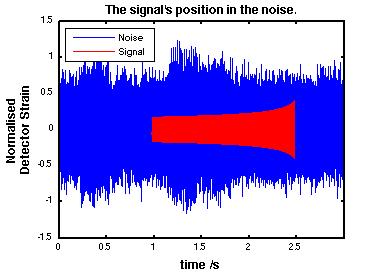 The signal's position in the noise.
1.5
Noise
Signal
1
0.5
0
-0.5
-1
-1.5
Normalised
Detector Strain
0 0.5 1 1.5 2 2.5
time /s